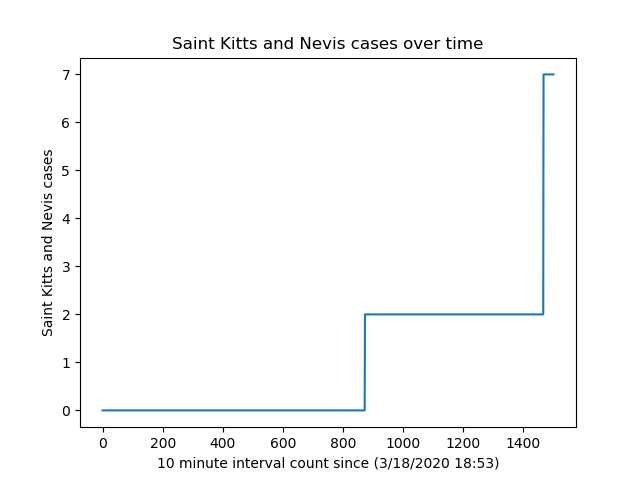 Saint Kitts and Nevis cases over time
Saint Kitts and Nevis cases
7
6
5
4
3
2
1
0
0 200 400 600 800 1000 1200 1400
10 minute interval count since (3/18/2020 18:53)